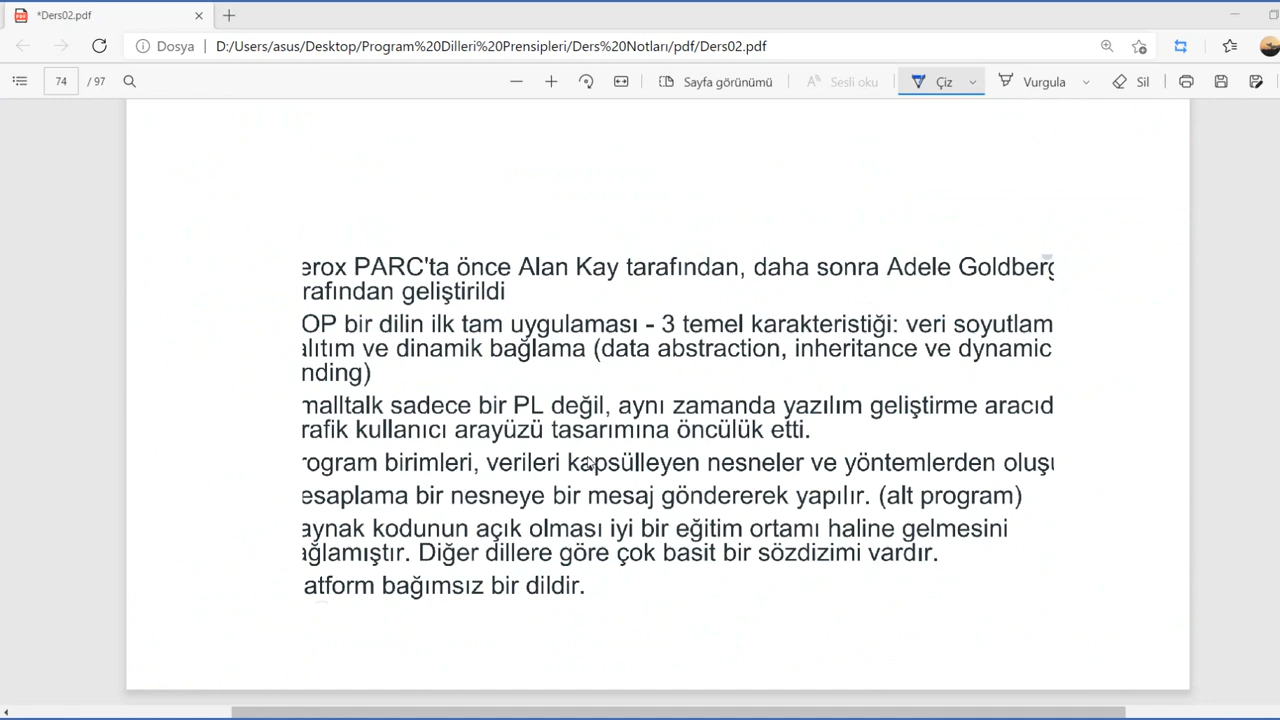 *Ders02.pdf
Dosya D:/Users/asus/Desktop/Program%20Dilleri%20Prensipleri/Ders%20Notları/pdf/Ders02.pdf
74 / 97 Sayfa görünümü Sesli oku Çiz Vurgula Sil
erox PARC'ta önce Alan Kay tarafından, daha sonra Adele Goldberg
rafından geliştirildi
OP bir dilin ilk tam uygulaması - 3 temel karakteristiği: veri soyutlam
alıtım ve dinamik bağlama (data abstraction, inheritance ve dynamic
nding)
malltalk sadece bir PL değil, aynı zamanda yazılım geliştirme aracıd
rafik kullanıcı arayüzü tasarımına öncülük etti.
rogram birimleri, verileri kapsülleyen nesneler ve yöntemlerden oluşu
esaplama bir nesneye bir mesaj göndererek yapılır. (alt program)
aynak kodunun açık olması iyi bir eğitim ortamı haline gelmesini
ağlamıştır. Diğer dillere göre çok basit bir sözdizimi vardır.
atform bağımsız bir dildir.